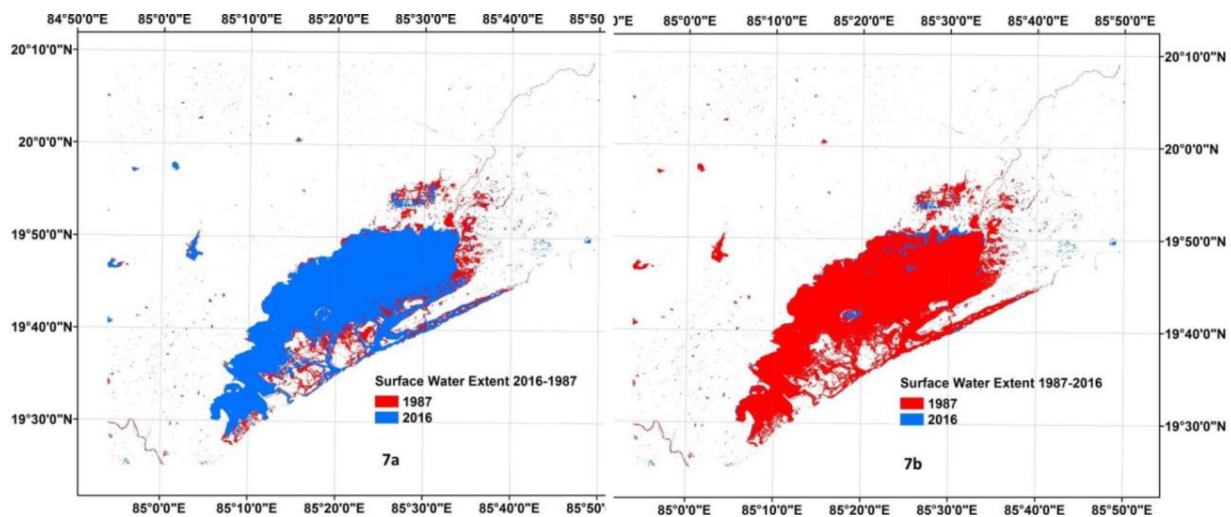 84°50'0"E 85°0'0"E 85°10'0"E 85°20'0"E 85°30'0"E 85°40'0"E 85°50'0"E
20°10'0"N
20°0'0"N
19°50'0"N
19°40'0"N
19°30'0"N
Surface Water Extent 2016-1987
1987
2016
7a
85°0'0"E 85°10'0"E 85°20'0"E 85°30'0"E 85°40'0"E 85°50'0"E
85°0'0"E 85°10'0"E 85°20'0"E 85°30'0"E 85°40'0"E 85°50'0"E
20°10'0"N
20°0'0"N
19°50'0"N
19°40'0"N
19°30'0"N
Surface Water Extent 1987-2016
1987
2016
7b
85°0'0"E 85°10'0"E 85°20'0"E 85°30'0"E 85°40'0"E 85°50'0"E